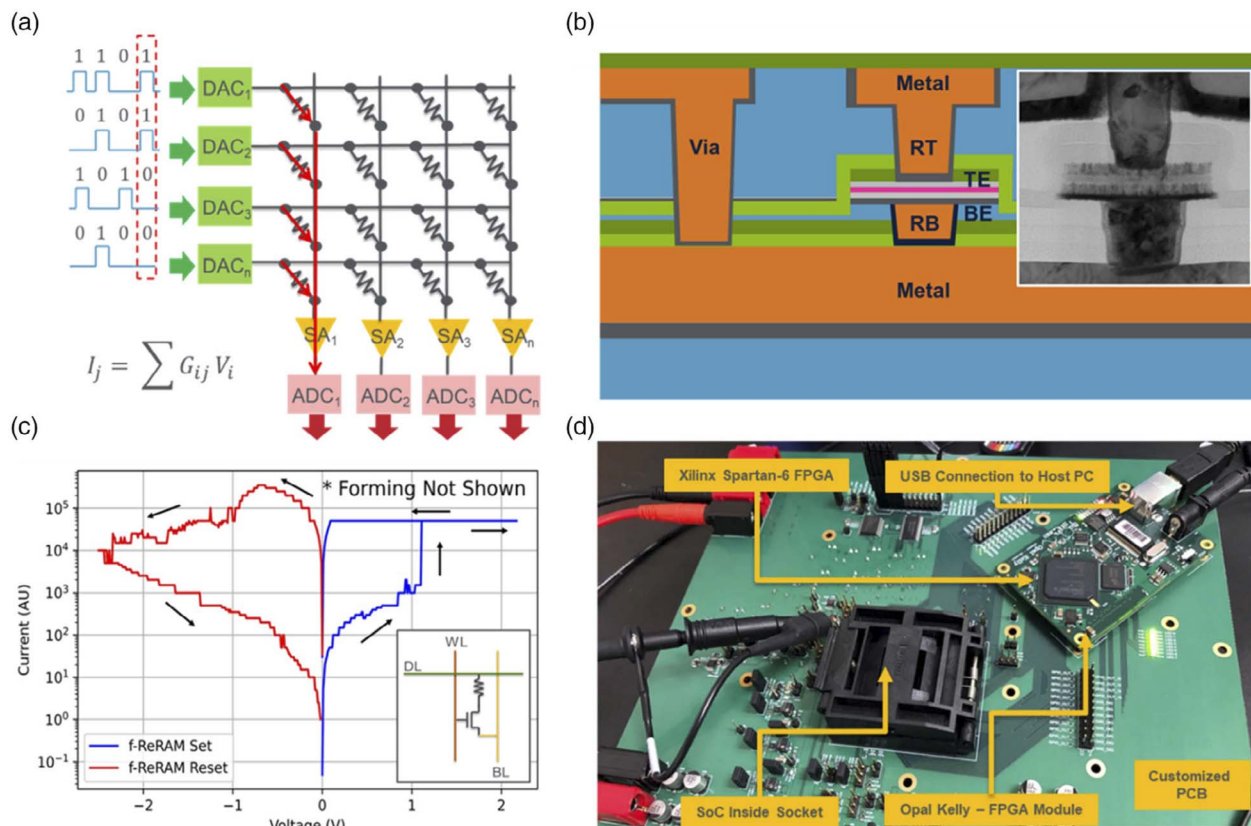 (a)
1 1 0 1
DAC1
0 1 0 1
DAC2
1 0 1 0
DAC3
0 1 0 0
DACn
SA1 SA2 SA3 SAn
I_j = ∑ G_ij V_i
ADC1 ADC2 ADC3 ADCn
(b)
Metal
Via
RT
TE
BE
RB
Metal
(c)
* Forming Not Shown
10^5
10^4
10^3
10^2
10^1
10^0
10^−1
Current (AU)
WL
DL
BL
f-ReRAM Set
f-ReRAM Reset
−2 −1 0 1 2
Voltage (V)
(d)
Xilinx Spartan-6 FPGA
USB Connection to Host PC
SoC Inside Socket
Opal Kelly – FPGA Module
Customized
PCB